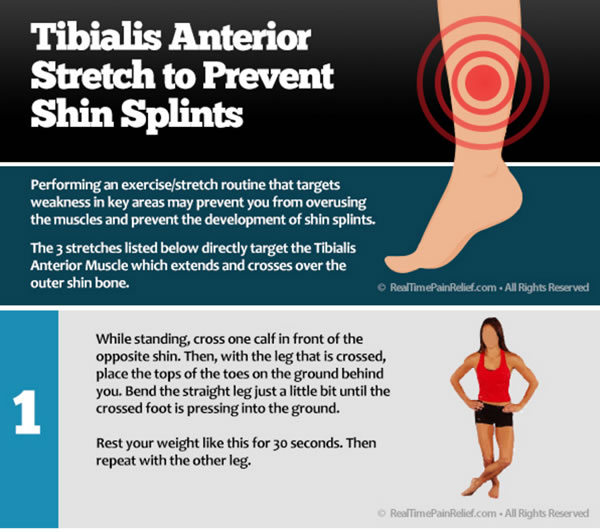 Tibialis Anterior
Stretch to Prevent
Shin Splints
Performing an exercise/stretch routine that targets
weakness in key areas may prevent you from overusing
the muscles and prevent the development of shin splints.
The 3 stretches listed below directly target the Tibialis
Anterior Muscle which extends and crosses over the
outer shin bone.
© RealTimePainRelief.com • All Rights Reserved
1
While standing, cross one calf in front of the
opposite shin. Then, with the leg that is crossed,
place the tops of the toes on the ground behind
you. Bend the straight leg just a little bit until the
crossed foot is pressing into the ground.
Rest your weight like this for 30 seconds. Then
repeat with the other leg.
© RealTimePainRelief.com • All Rights Reserved